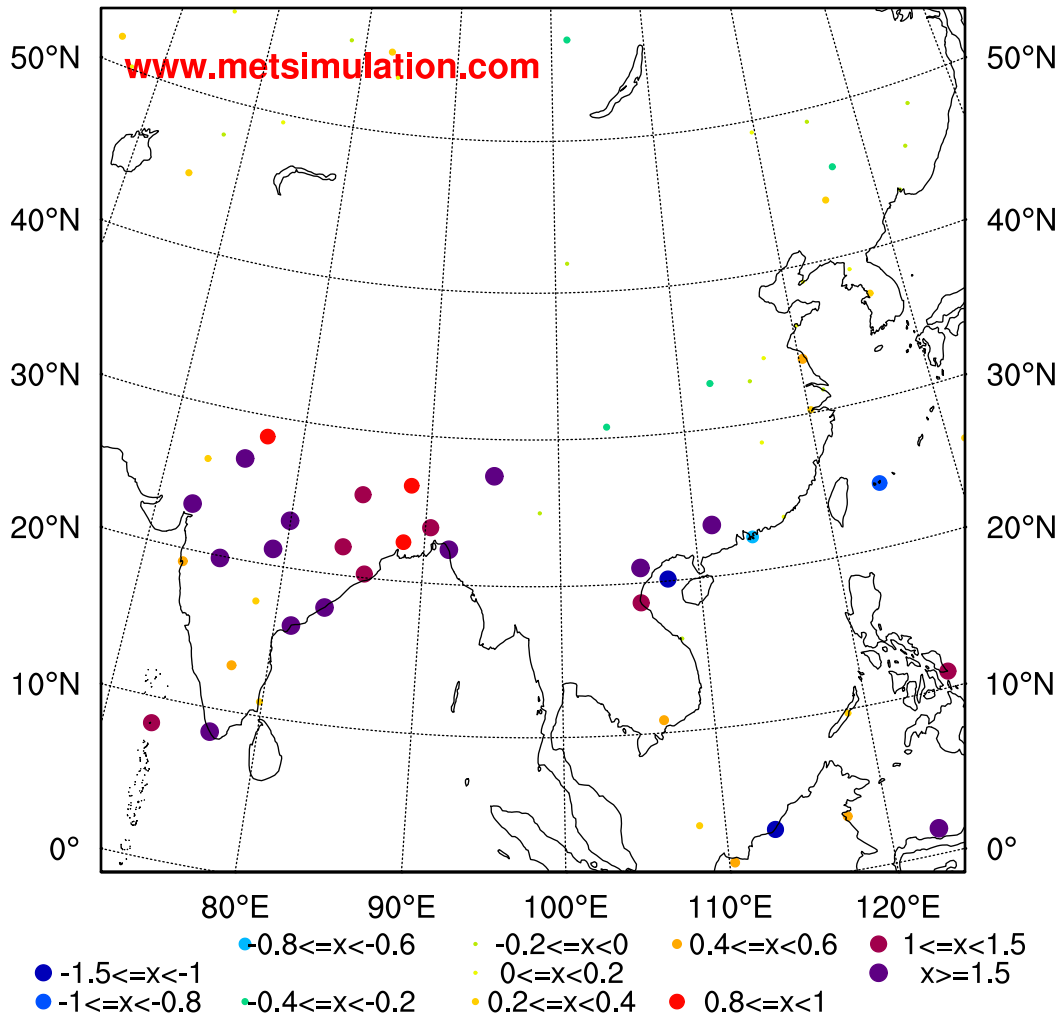 www.metsimulation.com
50°N 50°N
40°N 40°N
30°N 30°N
20°N 20°N
10°N 10°N
0° 0°
80°E 90°E 100°E 110°E 120°E
-0.8<=x<-0.6 -0.2<=x<0 0.4<=x<0.6 1<=x<1.5
-1.5<=x<-1 0<=x<0.2 x>=1.5
-1<=x<-0.8 -0.4<=x<-0.2 0.2<=x<0.4 0.8<=x<1